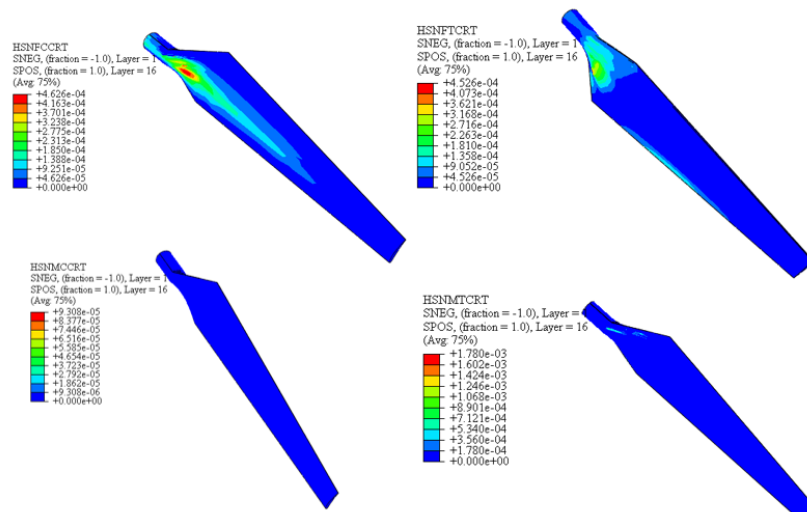 HSNFCCRT
SNEG, (fraction = -1.0), Layer = 1
SPOS, (fraction = 1.0), Layer = 16
(Avg: 75%)
+4.626e-04
+4.163e-04
+3.701e-04
+3.238e-04
+2.775e-04
+2.313e-04
+1.850e-04
+1.388e-04
+9.251e-05
+4.626e-05
+0.000e+00
HSNFTCRT
SNEG, (fraction = -1.0), Layer = 1
SPOS, (fraction = 1.0), Layer = 16
(Avg: 75%)
+4.526e-04
+4.073e-04
+3.621e-04
+3.168e-04
+2.716e-04
+2.263e-04
+1.810e-04
+1.358e-04
+9.052e-05
+4.526e-05
+0.000e+00
HSNMCCRT
SNEG, (fraction = -1.0), Layer = 1
SPOS, (fraction = 1.0), Layer = 16
(Avg: 75%)
+9.308e-05
+8.377e-05
+7.446e-05
+6.516e-05
+5.585e-05
+4.654e-05
+3.723e-05
+2.792e-05
+1.862e-05
+9.308e-06
+0.000e+00
HSNMTCRT
SNEG, (fraction = -1.0), Layer =
SPOS, (fraction = 1.0), Layer = 16
(Avg: 75%)
+1.780e-03
+1.602e-03
+1.424e-03
+1.246e-03
+1.068e-03
+8.901e-04
+7.121e-04
+5.340e-04
+3.560e-04
+1.780e-04
+0.000e+00